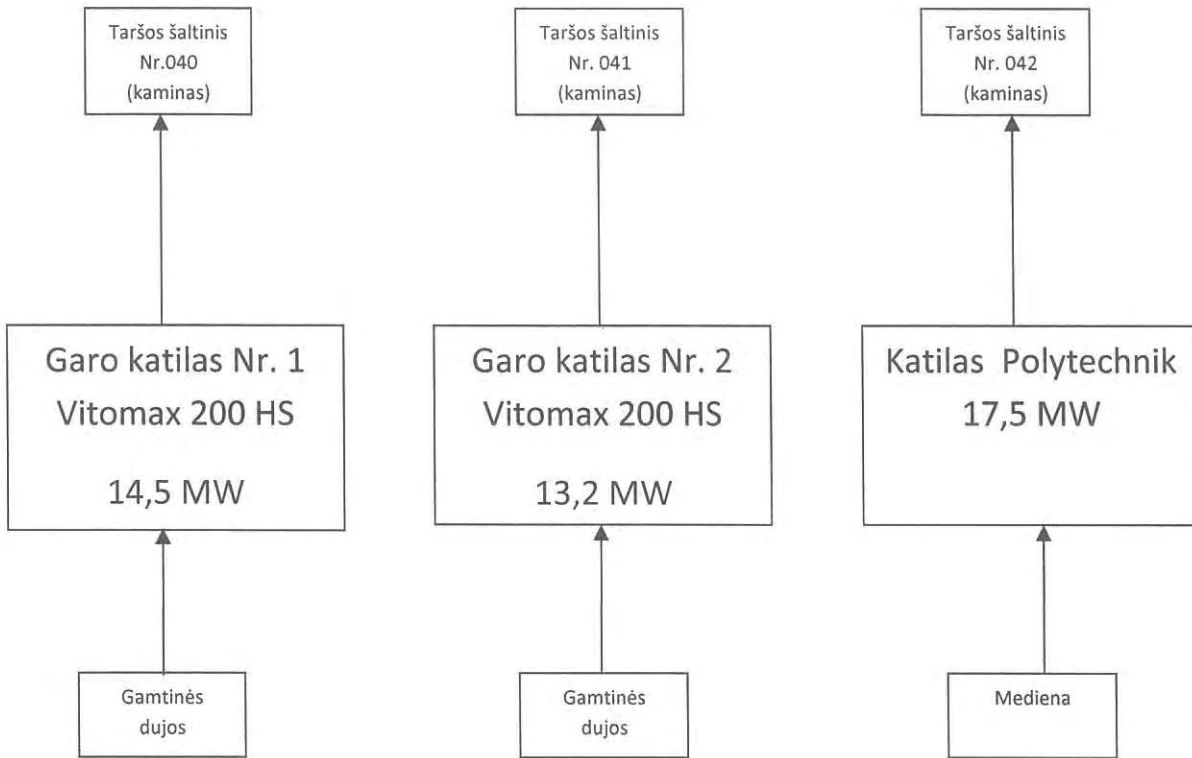 Taršos šaltinis
Nr.040
(kaminas)
Taršos šaltinis
Nr. 041
(kaminas)
Taršos šaltinis
Nr. 042
(kaminas)
Garo katilas Nr. 1
Vitomax 200 HS
14,5 MW
Garo katilas Nr. 2
Vitomax 200 HS
13,2 MW
Katilas Polytechnik
17,5 MW
Gamtinės
dujos
Gamtinės
dujos
Mediena